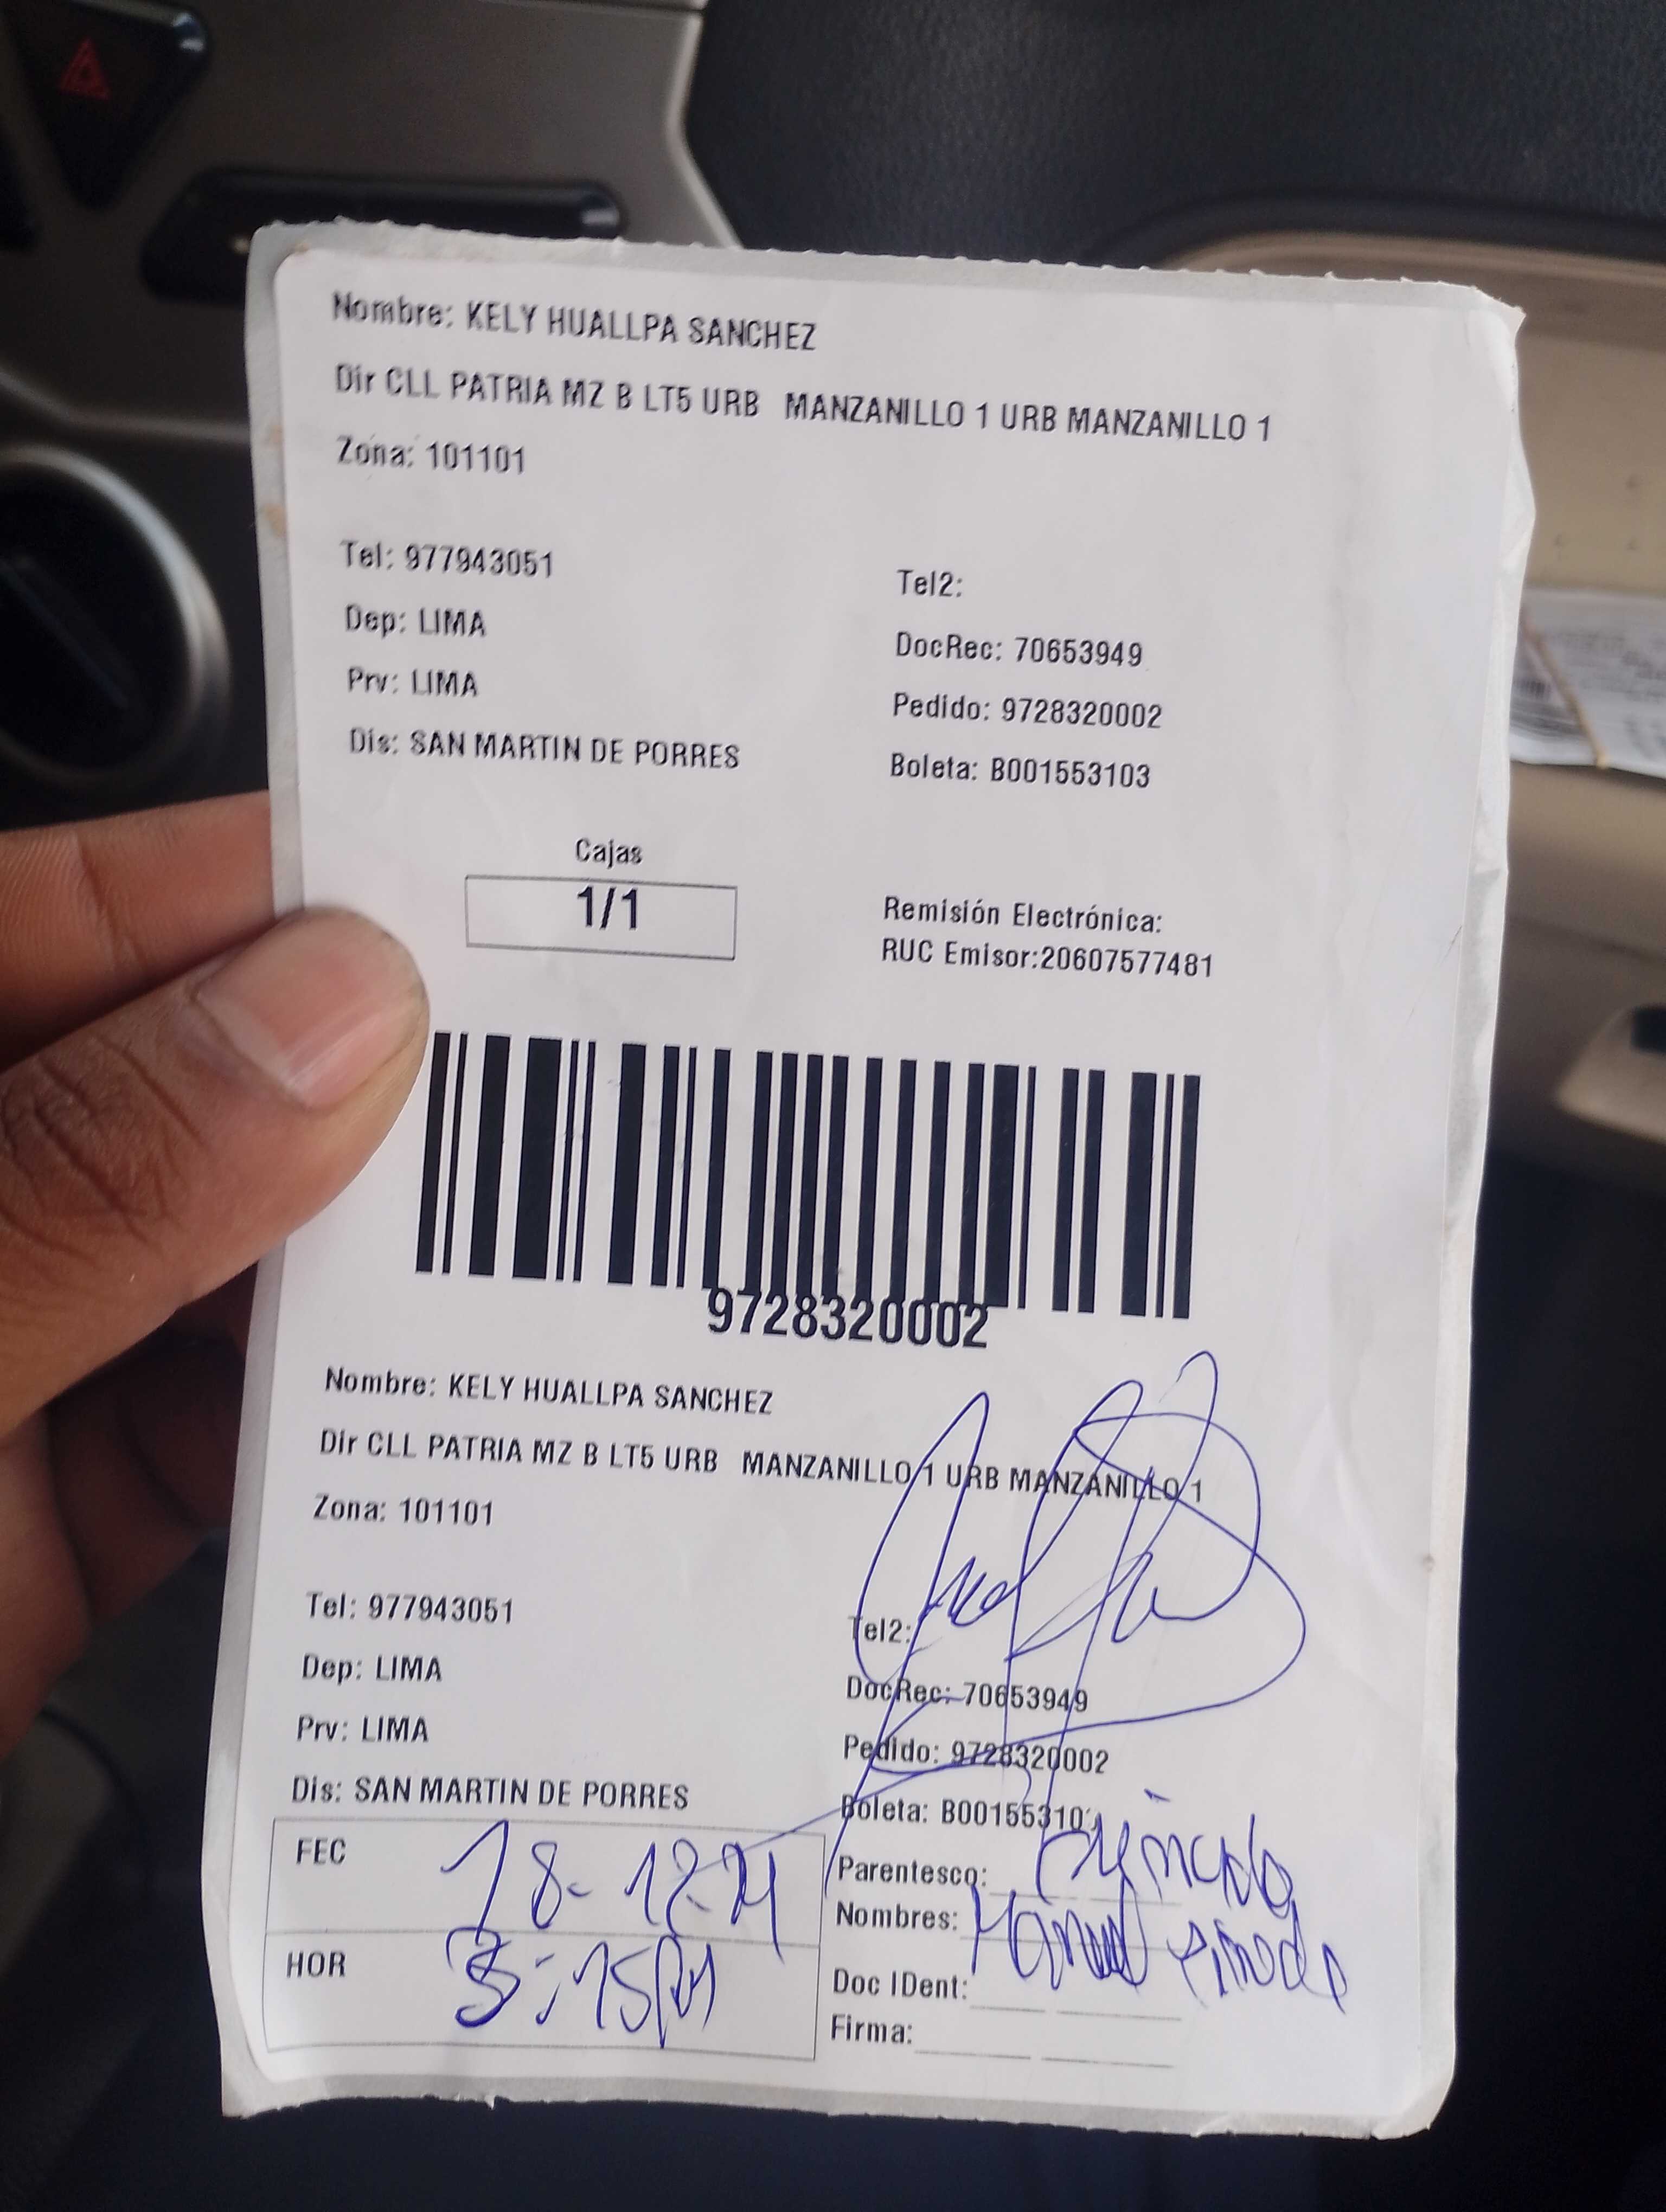 Nombre: KELY HUALLPA SANCHEZ
Dir CLL PATRIA MZ B LT5 URB MANZANILLO 1 URB MANZANILLO 1
Zona: 101101
Tel: 977943051
Tel2:
Dep: LIMA
DocRec: 70653949
Prv: LIMA
Pedido: 9728320002
Dis: SAN MARTIN DE PORRES
Boleta: B001553103
Cajas
1/1
Remisión Electrónica:
RUC Emisor:20607577481
9728320002
Nombre: KELY HUALLPA SANCHEZ
Dir CLL PATRIA MZ B LT5 URB MANZANILLO 1 URB MANZANILLO 1
Zona: 101101
Tel: 977943051
Tel2:
Dep: LIMA
DocRec: 70653949
Prv: LIMA
Pedido: 9728320002
Dis: SAN MARTIN DE PORRES
Boleta: B001553103
FEC 18-12-21
Parentesco:
Nombres:
HOR 3:15PM
Doc IDent:
Firma: